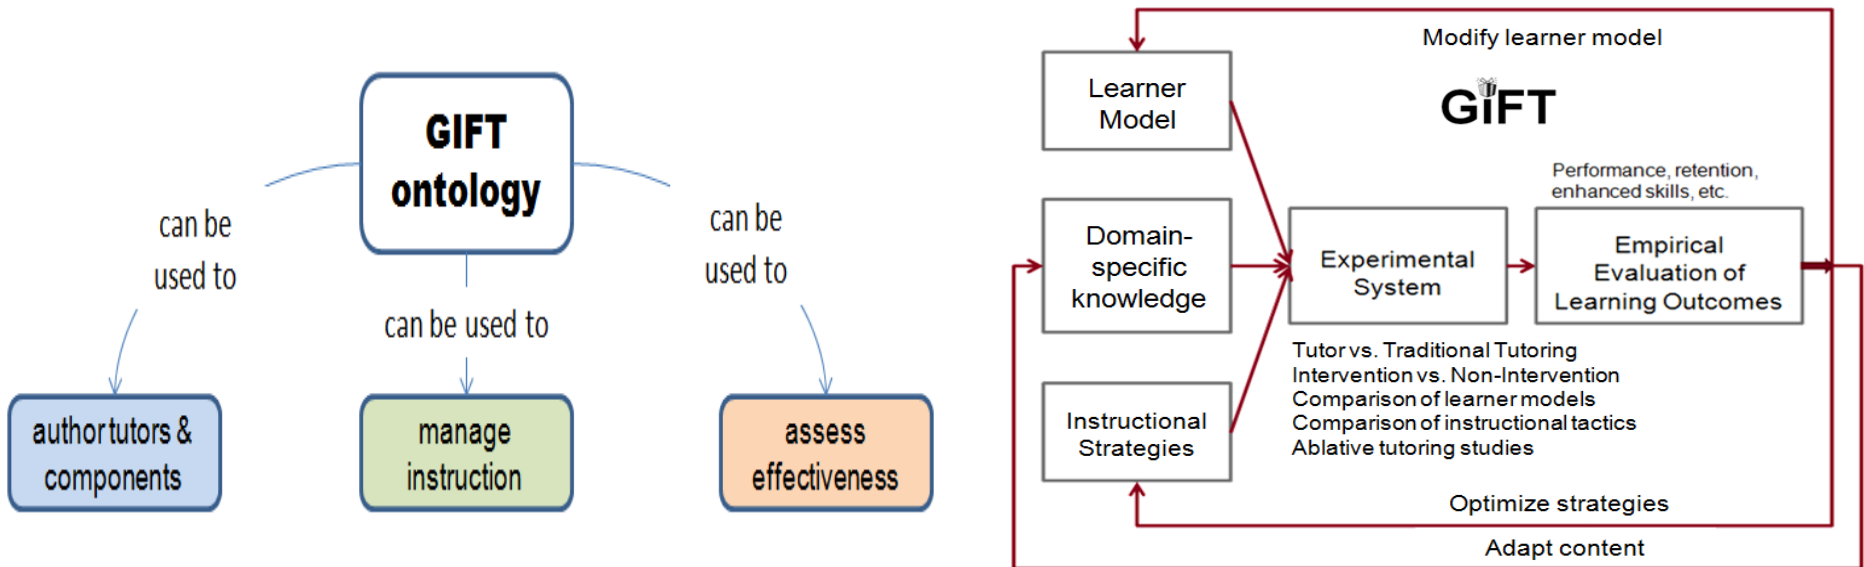 GIFT
ontology
can be
used to
can be used to
can be
used to
author tutors &
components
manage
instruction
assess
effectiveness
Modify learner model
GiFT
Learner
Model
Domain-
specific
knowledge
Instructional
Strategies
Experimental
System
Performance, retention,
enhanced skills, etc.
Empirical
Evaluation of
Learning Outcomes
Tutor vs. Traditional Tutoring
Intervention vs. Non-Intervention
Comparison of learner models
Comparison of instructional tactics
Ablative tutoring studies
Optimize strategies
Adapt content